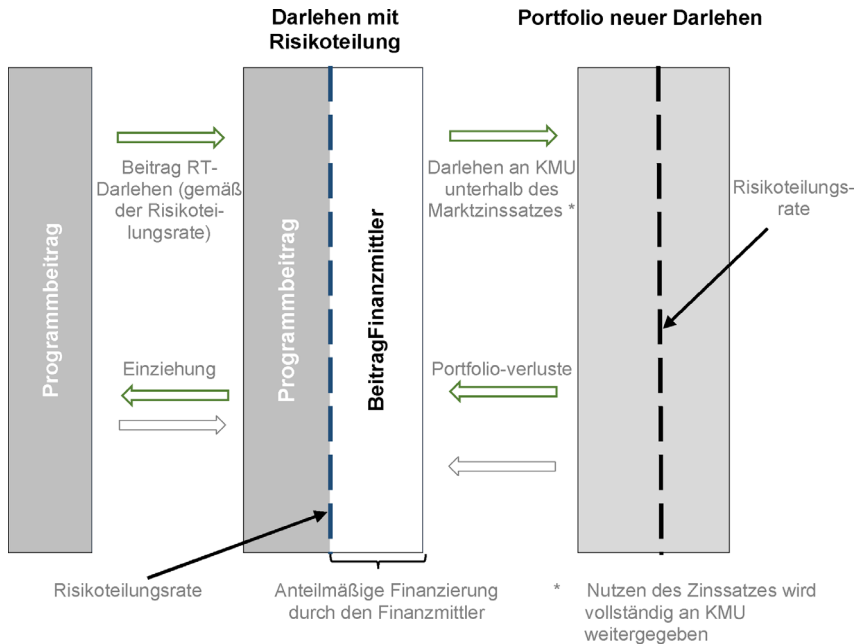 Darlehen mit
Risikoteilung
Portfolio neuer Darlehen
Programmbeitrag
Beitrag RT-
Darlehen (gemäß
der Risikotei-
lungsrate)
Einziehung
Programmbeitrag
BeitragFinanzmittler
Darlehen an KMU
unterhalb des
Marktzinssatzes *
Portfolio-verluste
Risikoteilungs-
rate
Risikoteilungsrate
Anteilmäßige Finanzierung
durch den Finanzmittler
* Nutzen des Zinssatzes wird
vollständig an KMU
weitergegeben